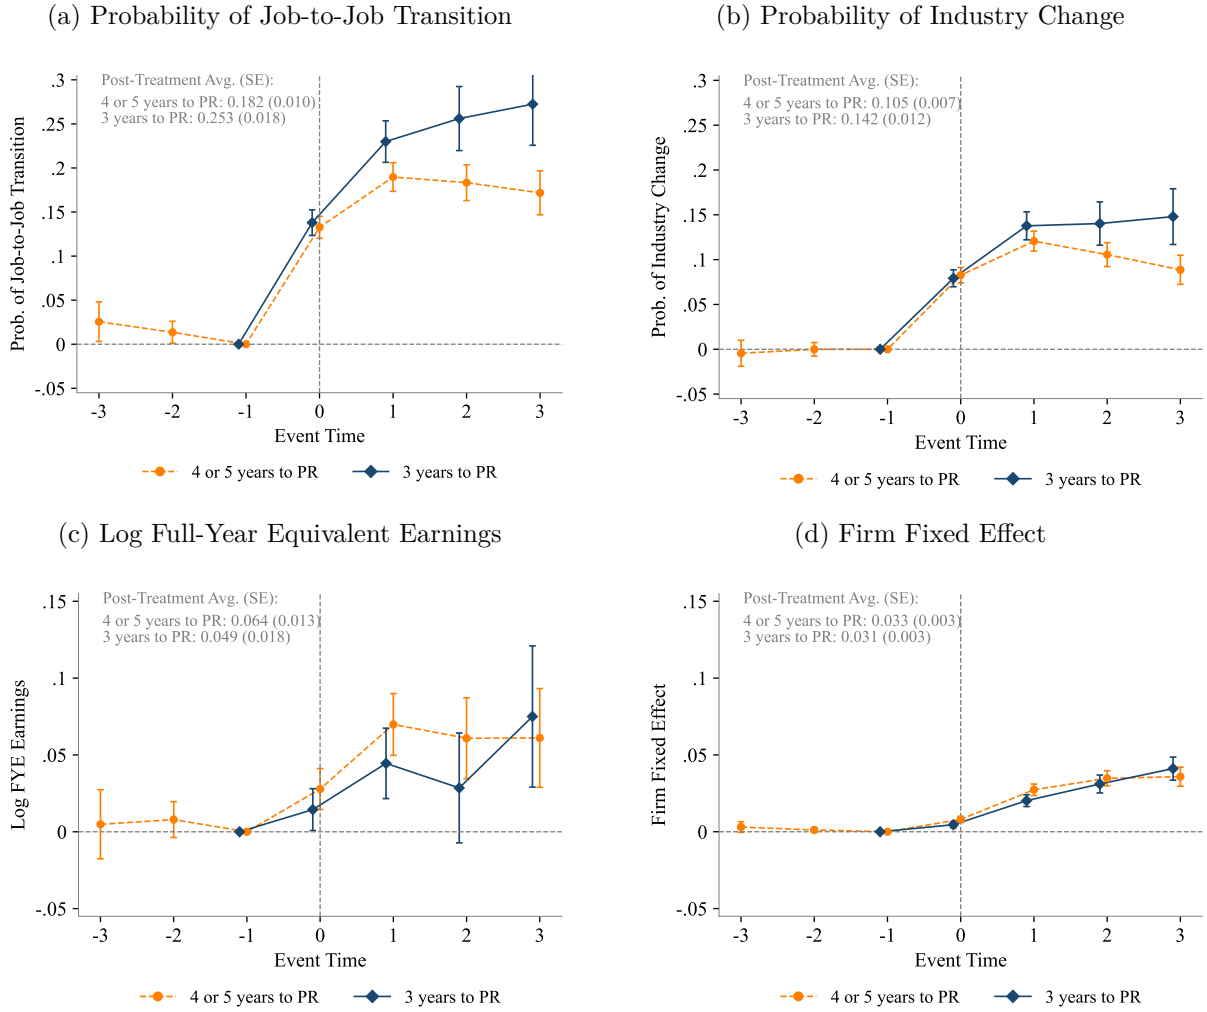 (a) Probability of Job-to-Job Transition
Post-Treatment Avg. (SE):
4 or 5 years to PR: 0.182 (0.010)
3 years to PR: 0.253 (0.018)
Prob. of Job-to-Job Transition
.3
.25
.2
.15
.1
.05
0
-.05
-3 -2 -1 0 1 2 3
Event Time
4 or 5 years to PR 3 years to PR
(b) Probability of Industry Change
Post-Treatment Avg. (SE):
4 or 5 years to PR: 0.105 (0.007)
3 years to PR: 0.142 (0.012)
Prob. of Industry Change
.3
.25
.2
.15
.1
.05
0
-.05
-3 -2 -1 0 1 2 3
Event Time
4 or 5 years to PR 3 years to PR
(c) Log Full-Year Equivalent Earnings
Post-Treatment Avg. (SE):
4 or 5 years to PR: 0.064 (0.013)
3 years to PR: 0.049 (0.018)
Log FYE Earnings
.15
.1
.05
0
-.05
-3 -2 -1 0 1 2 3
Event Time
4 or 5 years to PR 3 years to PR
(d) Firm Fixed Effect
Post-Treatment Avg. (SE):
4 or 5 years to PR: 0.033 (0.003)
3 years to PR: 0.031 (0.003)
Firm Fixed Effect
.15
.1
.05
0
-.05
-3 -2 -1 0 1 2 3
Event Time
4 or 5 years to PR 3 years to PR